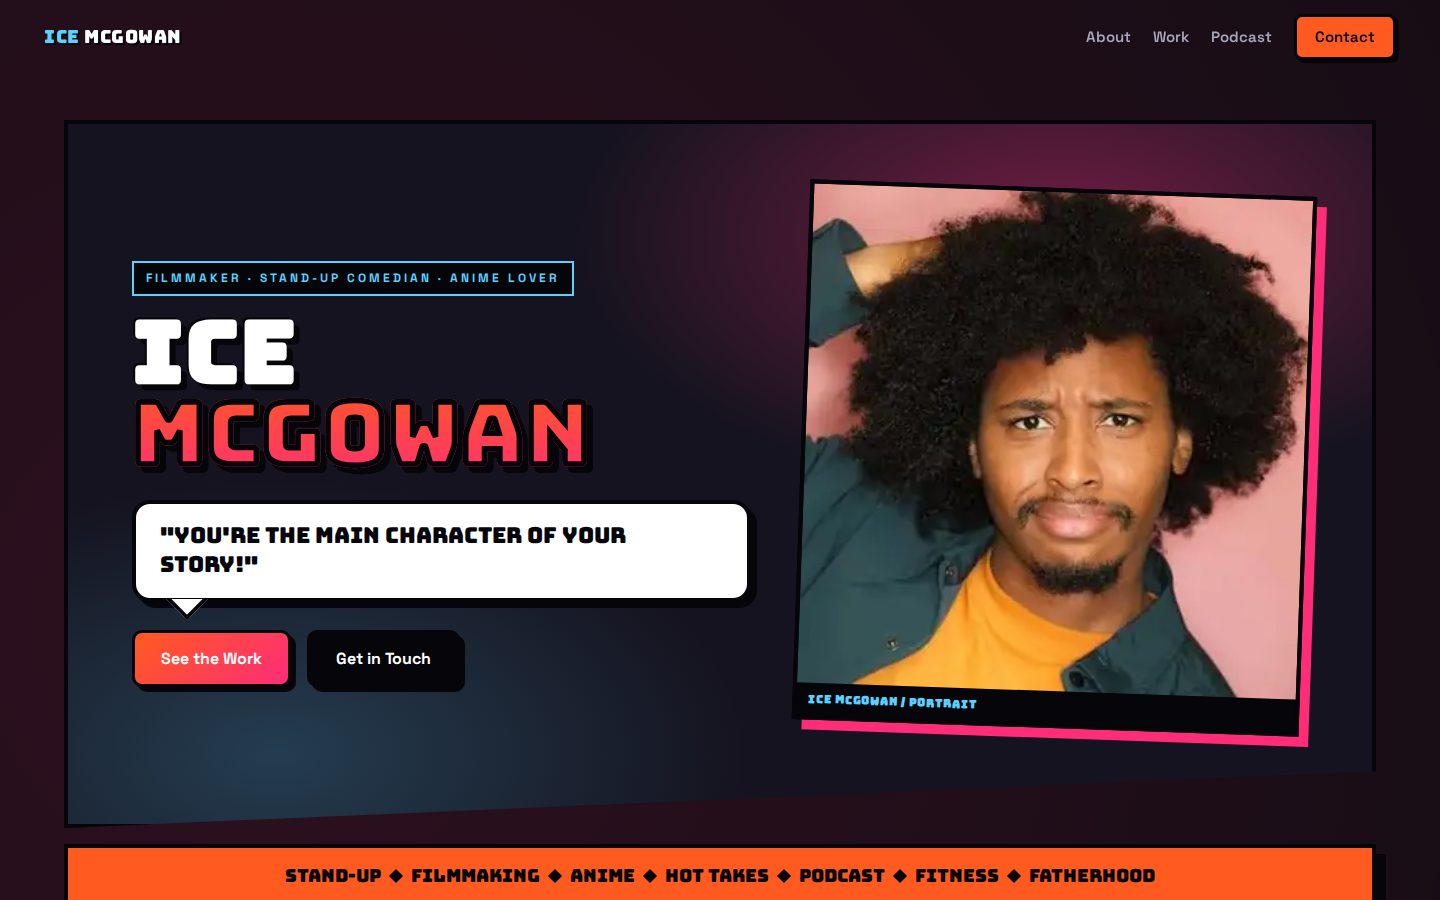 ICE MCGOWAN
About
Work
Podcast
Contact
FILMMAKER · STAND-UP COMEDIAN · ANIME LOVER
ICE
MCGOWAN
"YOU'RE THE MAIN CHARACTER OF YOUR
STORY!"
See the Work
Get in Touch
ICE MCGOWAN / PORTRAIT
STAND-UP ◆ FILMMAKING ◆ ANIME ◆ HOT TAKES ◆ PODCAST ◆ FITNESS ◆ FATHERHOOD